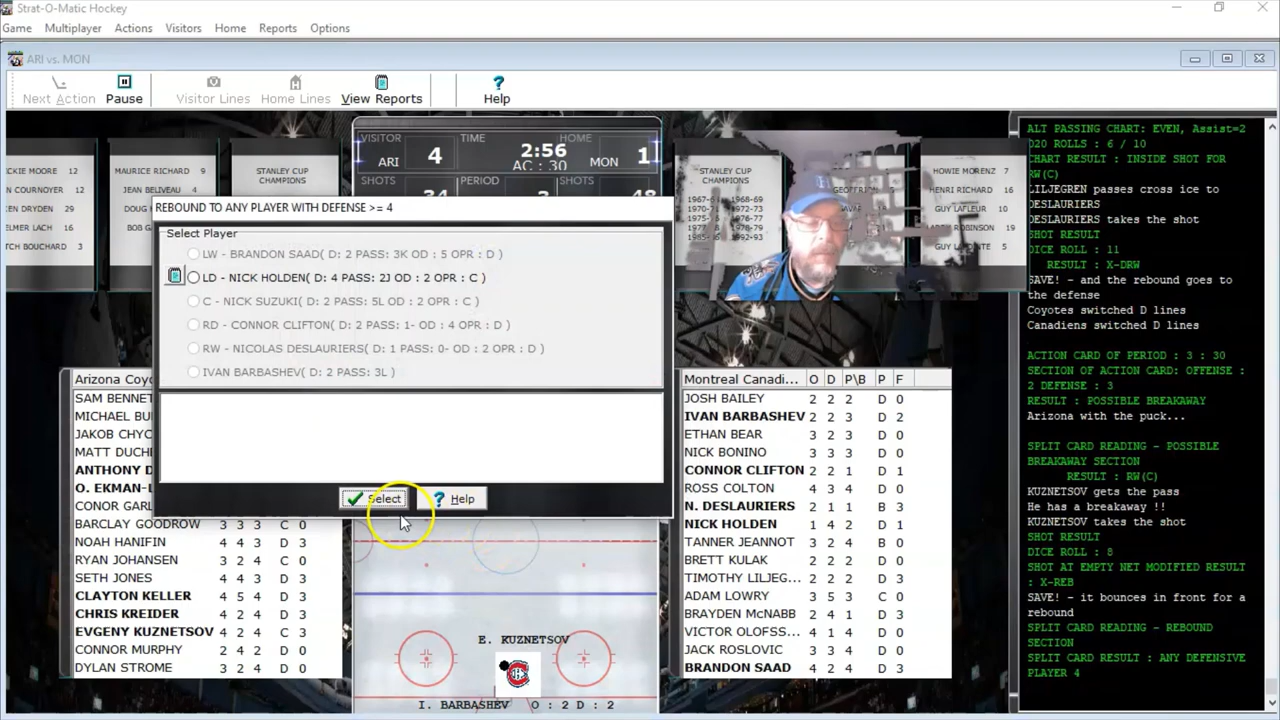 Strat-O-Matic Hockey
Game Multiplayer Actions Visitors Home Reports Options
ARI vs. MON
Next Action Pause Visitor Lines Home Lines View Reports Help
VISITOR TIME HOME
ARI 4 2:56 MON 1
AC : 30
SHOTS PERIOD SHOTS
MOORE 12
COURNOYER 12
DRYDEN 29
LACH 16
BOUCHARD 3
MAURICE RICHARD 9
JEAN BELIVEAU 4
DOUG
BOB
STANLEY CUP
CHAMPIONS
STANLEY CUP
CHAMPIONS
1968-69
HOWIE MORENZ 7
HENRI RICHARD 16
GUY LAFLEUR 10
19
GUY
REBOUND TO ANY PLAYER WITH DEFENSE >= 4
Select Player
LW - BRANDON SAAD( D: 2 PASS: 3K OD : 5 OPR : D )
LD - NICK HOLDEN( D: 4 PASS: 2J OD : 3 OPR : C )
C - NICK SUZUKI( D: 2 PASS: 5L OD : 2 OPR : C )
RD - CONNOR CLIFTON( D: 2 PASS: 1- OD : 4 OPR : D )
RW - NICOLAS DESLAURIERS( D: 1 PASS: 0- OD : 2 OPR : D )
IVAN BARBASHEV( D: 2 PASS: 3L )
Select Help
Arizona Coyo
SAM BENNET
MICHAEL BU
JAKOB CHYC
MATT DUCHE
ANTHONY D
O. EKMAN-L
CONOR GARL
BARCLAY GOODROW 3 3 3 C 0
NOAH HANIFIN 4 4 3 D 3
RYAN JOHANSEN 3 2 4 C 0
SETH JONES 4 4 3 D 3
CLAYTON KELLER 4 5 4 D 3
CHRIS KREIDER 4 2 4 D 3
EVGENY KUZNETSOV 4 2 4 C 3
CONNOR MURPHY 2 4 2 D 0
DYLAN STROME 3 2 4 D 0
E. KUZNETSOV
I. BARBASHEV O : 2 D : 2
Montreal Canadi... O D P\B P F
JOSH BAILEY 2 2 2 D 0
IVAN BARBASHEV 2 2 3 D 2
ETHAN BEAR 3 2 3 D 0
NICK BONINO 3 3 3 D 0
CONNOR CLIFTON 2 2 1 D 1
ROSS COLTON 4 3 4 D 0
N. DESLAURIERS 2 1 1 B 3
NICK HOLDEN 1 4 2 D 1
TANNER JEANNOT 3 2 4 B 0
BRETT KULAK 2 2 2 D 0
TIMOTHY LILJEG... 2 2 2 D 3
ADAM LOWRY 3 5 3 C 0
BRAYDEN McNABB 2 4 1 D 3
VICTOR OLOFSS... 4 1 4 D 0
JACK ROSLOVIC 3 2 4 D 0
BRANDON SAAD 4 2 4 D 3
ALT PASSING CHART: EVEN, Assist=2
D20 ROLLS : 6 / 10
CHART RESULT : INSIDE SHOT FOR
RW(C)
LILJEGREN passes cross ice to
DESLAURIERS
DESLAURIERS takes the shot
SHOT RESULT
DICE ROLL : 11
RESULT : X-DRW
SAVE! - and the rebound goes to
the defense
Coyotes switched D lines
Canadiens switched D lines
ACTION CARD OF PERIOD : 3 : 30
SECTION OF ACTION CARD: OFFENSE :
2 DEFENSE : 3
RESULT : POSSIBLE BREAKAWAY
Arizona with the puck...
SPLIT CARD READING - POSSIBLE
BREAKAWAY SECTION
RESULT : RW(C)
KUZNETSOV gets the pass
He has a breakaway !!
KUZNETSOV takes the shot
SHOT RESULT
DICE ROLL : 8
SHOT AT EMPTY NET MODIFIED RESULT
: X-REB
SAVE! - it bounces in front for a
rebound
SPLIT CARD READING - REBOUND
SECTION
SPLIT CARD RESULT : ANY DEFENSIVE
PLAYER 4